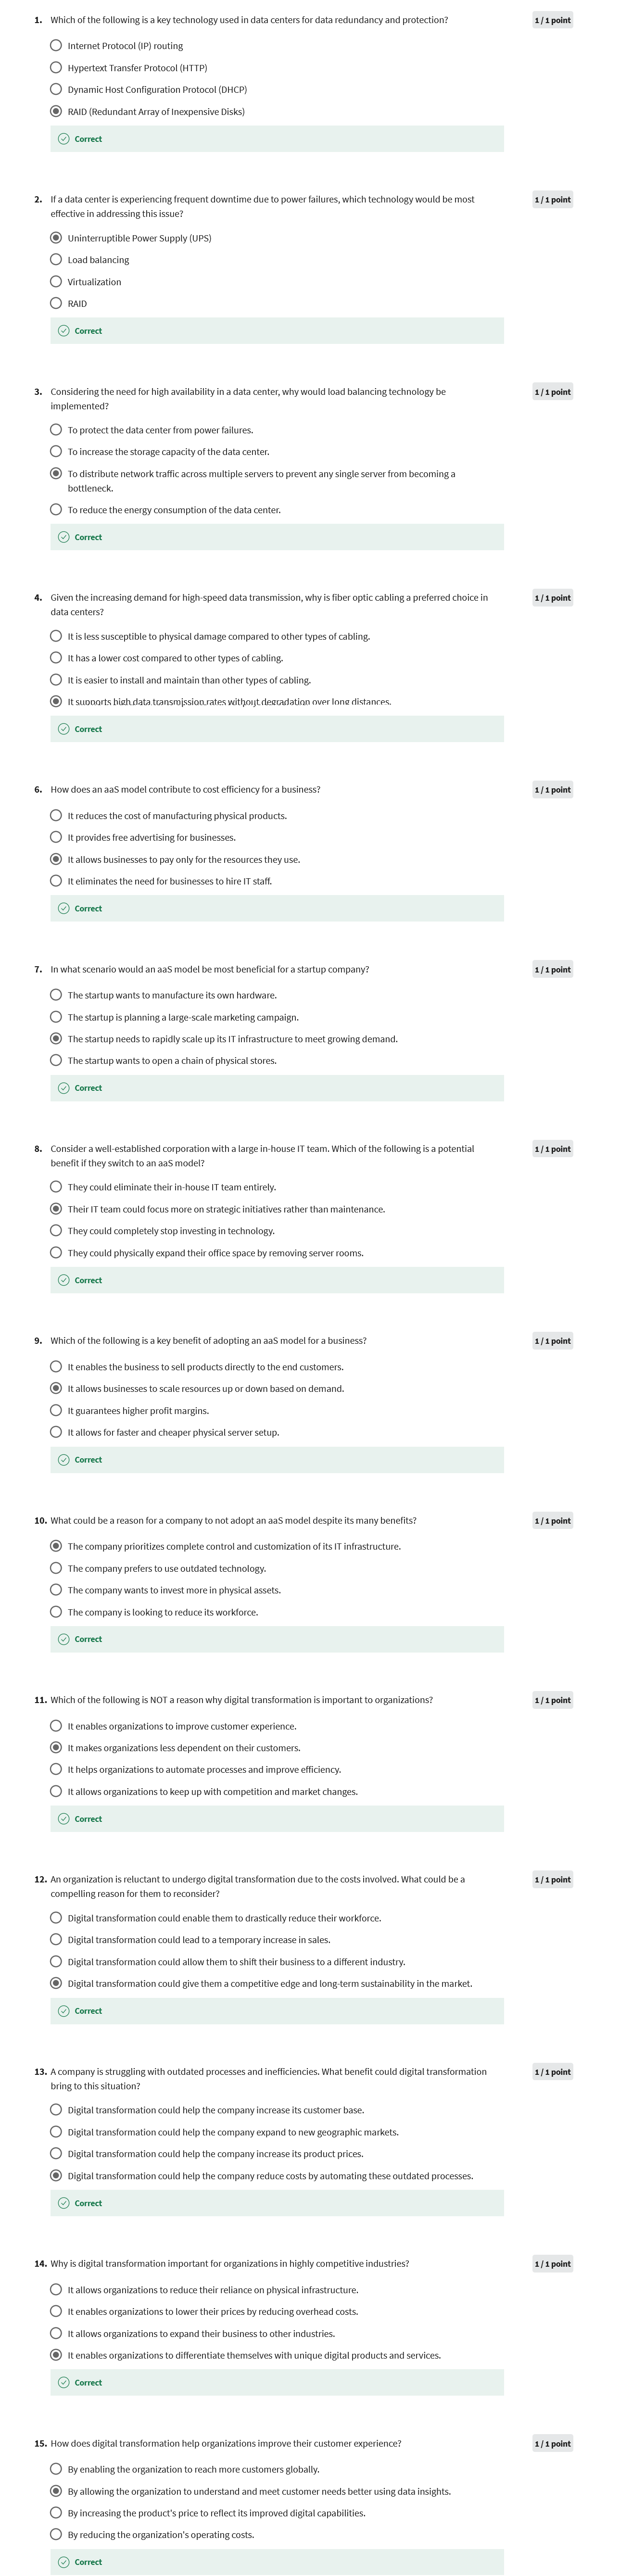 1. Which of the following is a key technology used in data centers for data redundancy and protection? 1 / 1 point
Internet Protocol (IP) routing
Hypertext Transfer Protocol (HTTP)
Dynamic Host Configuration Protocol (DHCP)
RAID (Redundant Array of Inexpensive Disks)
Correct
2. If a data center is experiencing frequent downtime due to power failures, which technology would be most 1 / 1 point
effective in addressing this issue?
Uninterruptible Power Supply (UPS)
Load balancing
Virtualization
RAID
Correct
3. Considering the need for high availability in a data center, why would load balancing technology be 1 / 1 point
implemented?
To protect the data center from power failures.
To increase the storage capacity of the data center.
To distribute network traffic across multiple servers to prevent any single server from becoming a
bottleneck.
To reduce the energy consumption of the data center.
Correct
4. Given the increasing demand for high-speed data transmission, why is fiber optic cabling a preferred choice in 1 / 1 point
data centers?
It is less susceptible to physical damage compared to other types of cabling.
It has a lower cost compared to other types of cabling.
It is easier to install and maintain than other types of cabling.
It supports high data transmission rates without degradation over long distances.
Correct
6. How does an aaS model contribute to cost efficiency for a business? 1 / 1 point
It reduces the cost of manufacturing physical products.
It provides free advertising for businesses.
It allows businesses to pay only for the resources they use.
It eliminates the need for businesses to hire IT staff.
Correct
7. In what scenario would an aaS model be most beneficial for a startup company? 1 / 1 point
The startup wants to manufacture its own hardware.
The startup is planning a large-scale marketing campaign.
The startup needs to rapidly scale up its IT infrastructure to meet growing demand.
The startup wants to open a chain of physical stores.
Correct
8. Consider a well-established corporation with a large in-house IT team. Which of the following is a potential 1 / 1 point
benefit if they switch to an aaS model?
They could eliminate their in-house IT team entirely.
Their IT team could focus more on strategic initiatives rather than maintenance.
They could completely stop investing in technology.
They could physically expand their office space by removing server rooms.
Correct
9. Which of the following is a key benefit of adopting an aaS model for a business? 1 / 1 point
It enables the business to sell products directly to the end customers.
It allows businesses to scale resources up or down based on demand.
It guarantees higher profit margins.
It allows for faster and cheaper physical server setup.
Correct
10. What could be a reason for a company to not adopt an aaS model despite its many benefits? 1 / 1 point
The company prioritizes complete control and customization of its IT infrastructure.
The company prefers to use outdated technology.
The company wants to invest more in physical assets.
The company is looking to reduce its workforce.
Correct
11. Which of the following is NOT a reason why digital transformation is important to organizations? 1 / 1 point
It enables organizations to improve customer experience.
It makes organizations less dependent on their customers.
It helps organizations to automate processes and improve efficiency.
It allows organizations to keep up with competition and market changes.
Correct
12. An organization is reluctant to undergo digital transformation due to the costs involved. What could be a 1 / 1 point
compelling reason for them to reconsider?
Digital transformation could enable them to drastically reduce their workforce.
Digital transformation could lead to a temporary increase in sales.
Digital transformation could allow them to shift their business to a different industry.
Digital transformation could give them a competitive edge and long-term sustainability in the market.
Correct
13. A company is struggling with outdated processes and inefficiencies. What benefit could digital transformation 1 / 1 point
bring to this situation?
Digital transformation could help the company increase its customer base.
Digital transformation could help the company expand to new geographic markets.
Digital transformation could help the company increase its product prices.
Digital transformation could help the company reduce costs by automating these outdated processes.
Correct
14. Why is digital transformation important for organizations in highly competitive industries? 1 / 1 point
It allows organizations to reduce their reliance on physical infrastructure.
It enables organizations to lower their prices by reducing overhead costs.
It allows organizations to expand their business to other industries.
It enables organizations to differentiate themselves with unique digital products and services.
Correct
15. How does digital transformation help organizations improve their customer experience? 1 / 1 point
By enabling the organization to reach more customers globally.
By allowing the organization to understand and meet customer needs better using data insights.
By increasing the product's price to reflect its improved digital capabilities.
By reducing the organization's operating costs.
Correct